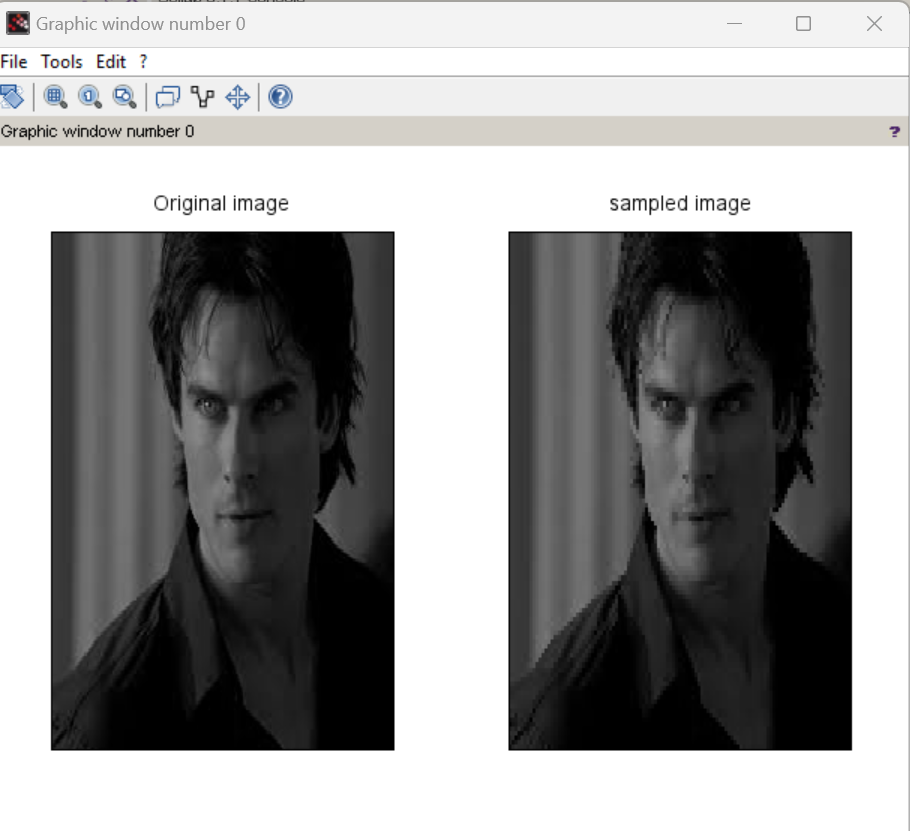 Graphic window number 0
File Tools Edit ?
Graphic window number 0 ?
Original image
sampled image